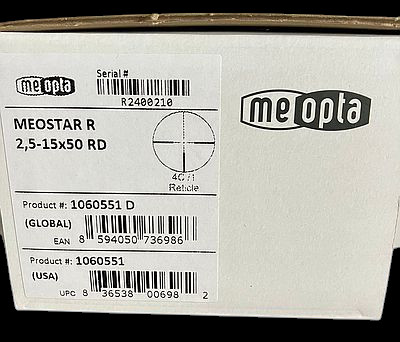 meopta
Serial #
R2400210
MEOSTAR R
2,5-15x50 RD
Reticle
Product #: 1060551 D
(GLOBAL)
EAN 8 594050 736986
Product #: 1060551
(USA)
UPC 8 36538 00698 2
meopta